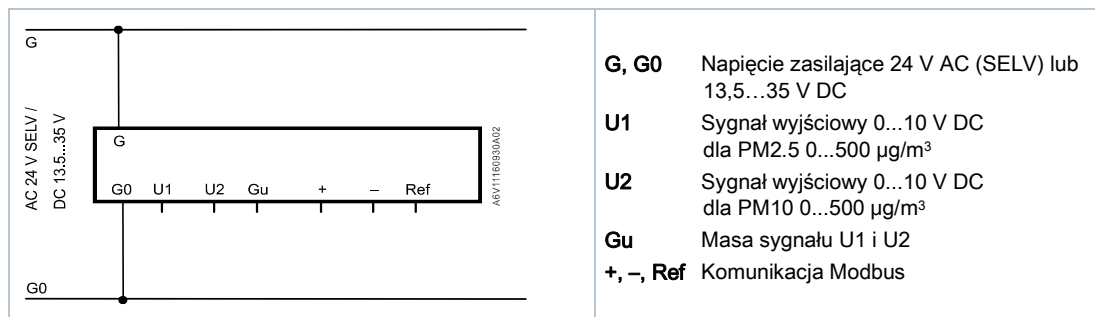 G
AC 24 V SELV /
DC 13.5...35 V
G
G0 U1 U2 Gu + – Ref
A6V11160930A02
G0
G, G0 Napięcie zasilające 24 V AC (SELV) lub
13,5…35 V DC
U1 Sygnał wyjściowy 0...10 V DC
dla PM2.5 0...500 µg/m³
U2 Sygnał wyjściowy 0...10 V DC
dla PM10 0...500 µg/m³
Gu Masa sygnału U1 i U2
+, –, Ref Komunikacja Modbus